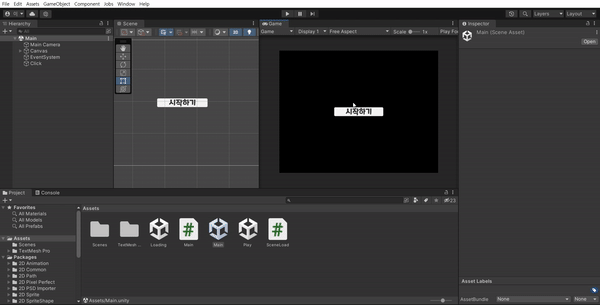 File Edit Assets GameObject Component Jobs Window Help
Layers Layout
Hierarchy
All
Main
Main Camera
Canvas
EventSystem
Click
Scene
시작하기
Game
Game Display 1 Free Aspect Scale 1x Play Fo
시작하기
Inspector
Main (Scene Asset)
Open
Project Console
Favorites
All Materials
All Models
All Prefabs
Assets
Scenes
TextMesh Pro
Packages
2D Animation
2D Common
2D Path
2D Pixel Perfect
2D PSD Importer
2D Sprite
2D SpriteShape
Assets
Scenes TextMesh ... Loading Main Main Play SceneLoad
Assets/Main.unity
Asset Labels
AssetBundle None None